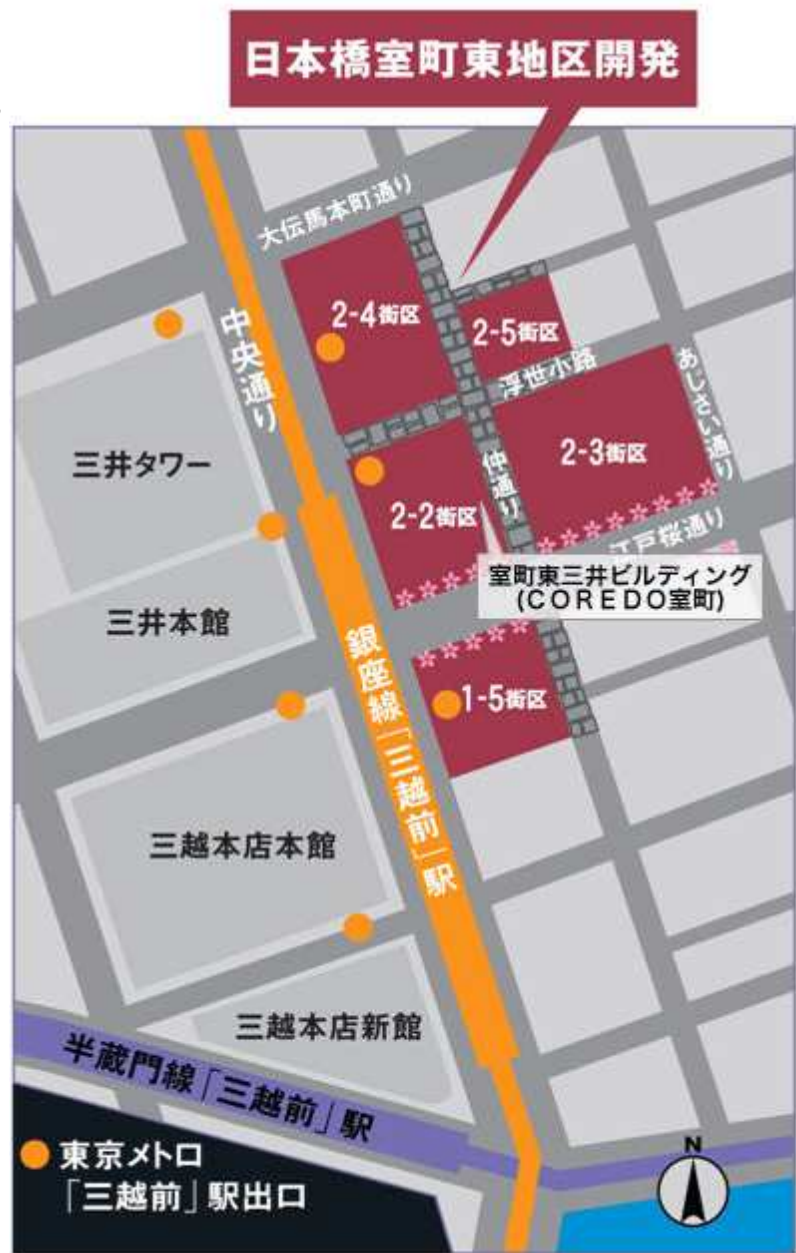 日本橋室町東地区開発
大伝馬本町通り
中央通り
2-4街区
2-5街区
浮世小路
あじさい通り
三井タワー
2-3街区
仲通り
2-2街区
江戸桜通り
室町東三井ビルディング
(COREDO室町)
三井本館
銀座線「三越前」駅
1-5街区
三越本店本館
三越本店新館
半蔵門線「三越前」駅
東京メトロ
「三越前」駅出口
N